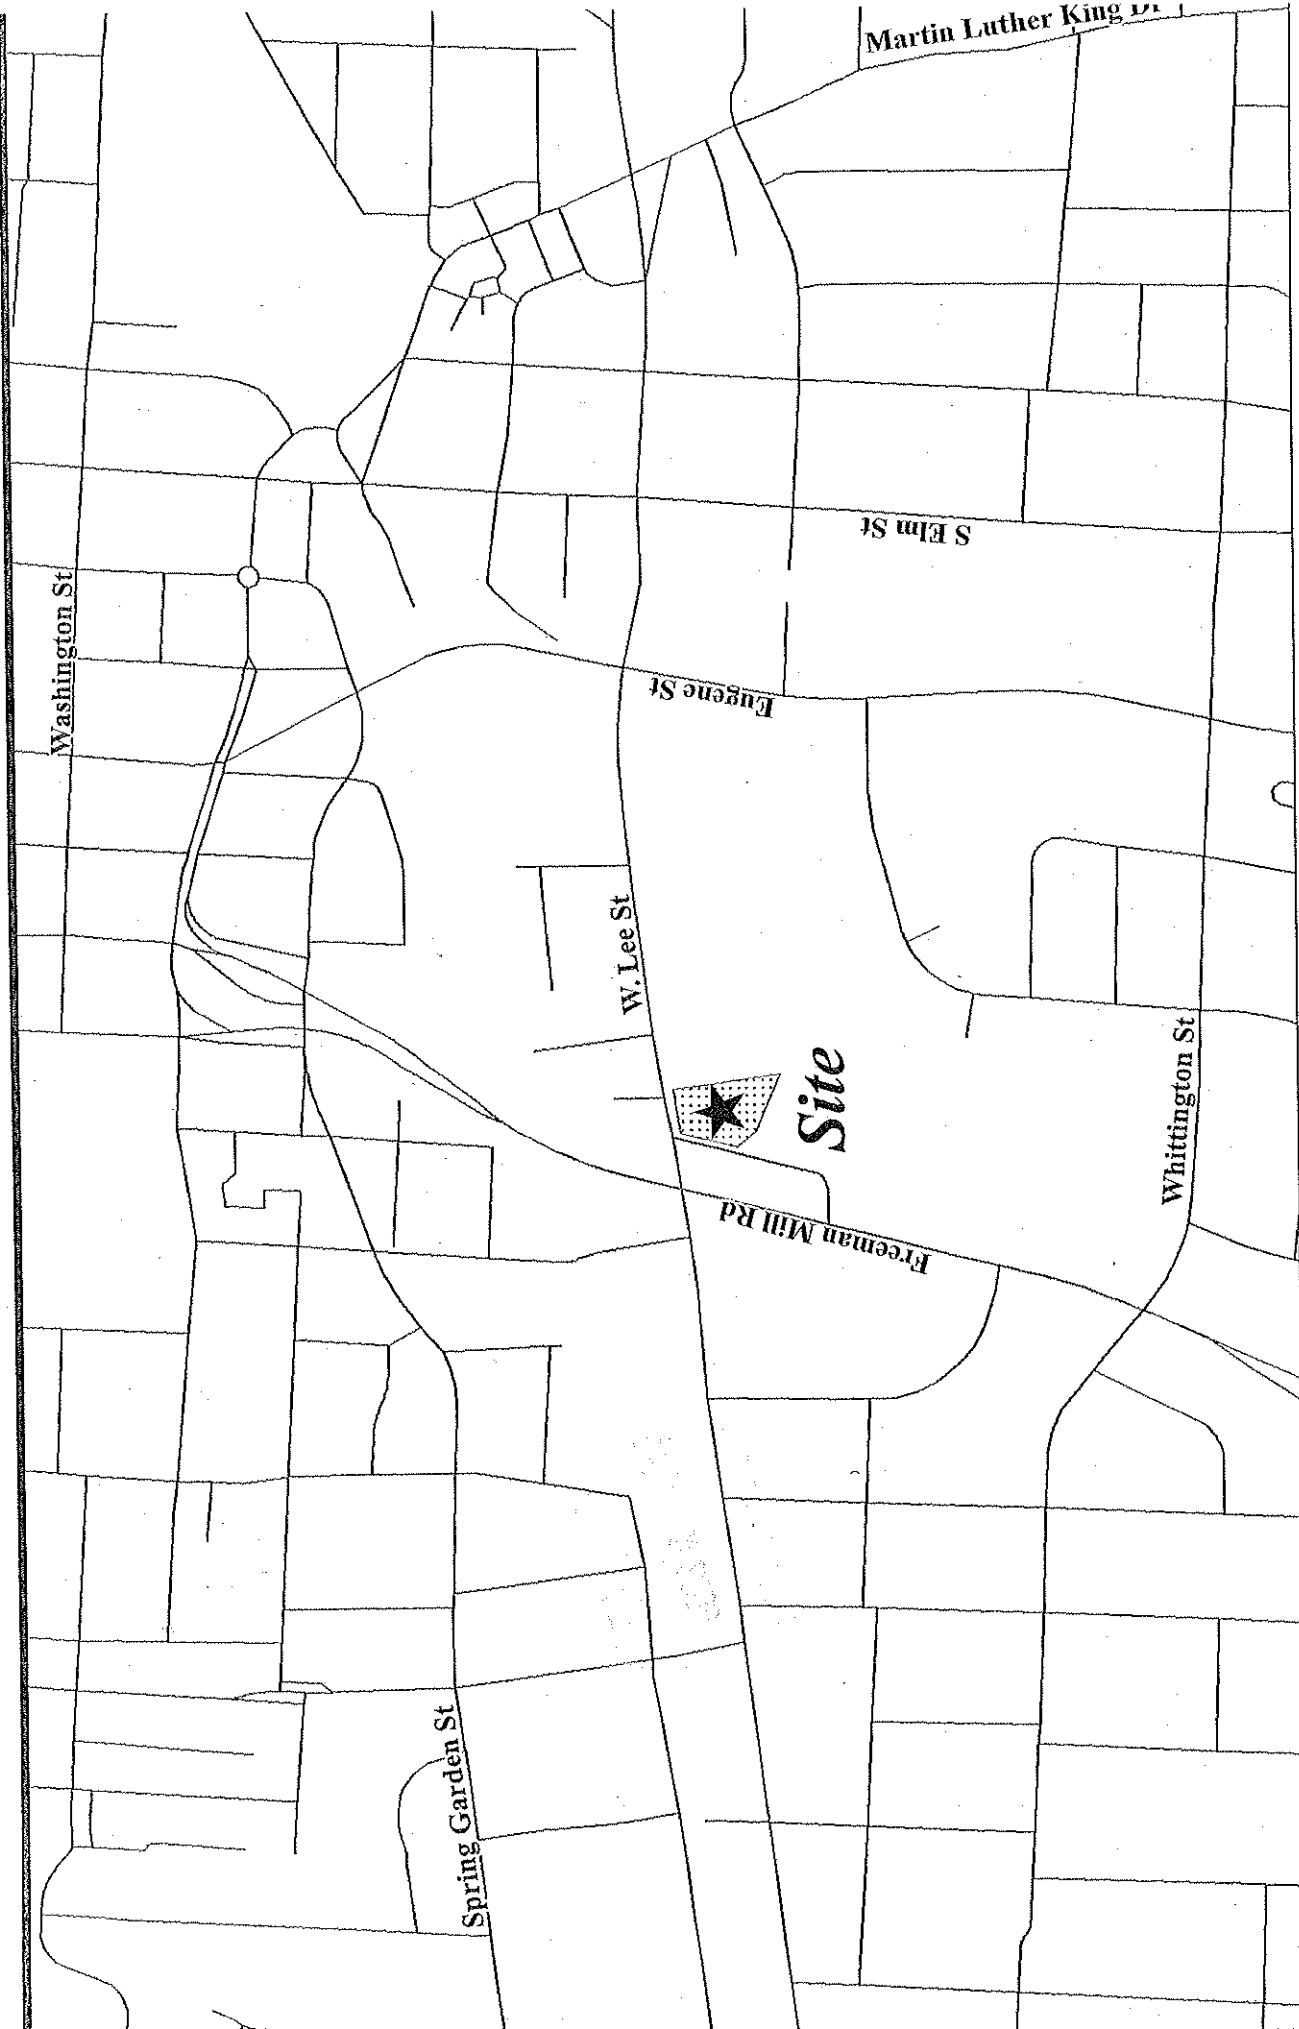 Martin Luther King Dr
Washington St
S Elm St
Eugene St
W. Lee St
Site
Whittington St
Freeman Mill Rd
Spring Garden St